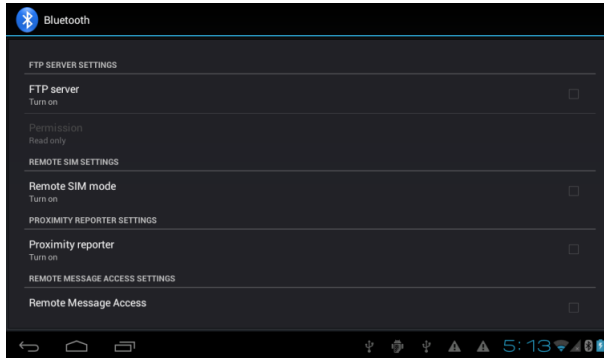 Bluetooth
FTP SERVER SETTINGS
FTP server
Turn on
Permission
Read only
REMOTE SIM SETTINGS
Remote SIM mode
Turn on
PROXIMITY REPORTER SETTINGS
Proximity reporter
Turn on
REMOTE MESSAGE ACCESS SETTINGS
Remote Message Access
5:13